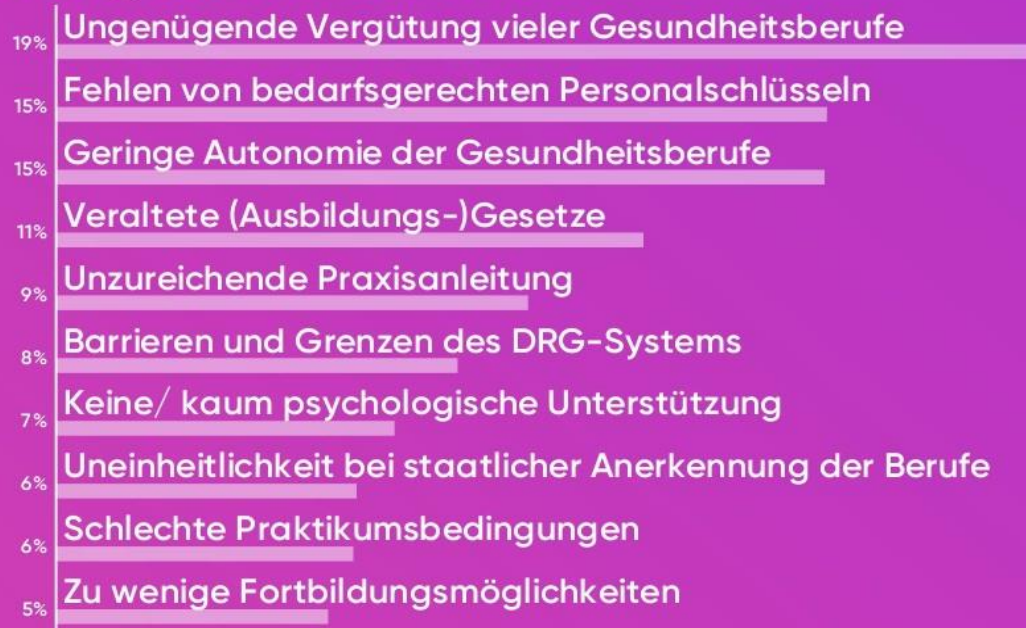 Ungenügende Vergütung vieler Gesundheitsberufe
19%
Fehlen von bedarfsgerechten Personalschlüsseln
15%
Geringe Autonomie der Gesundheitsberufe
15%
Veraltete (Ausbildungs-)Gesetze
11%
Unzureichende Praxisanleitung
9%
Barrieren und Grenzen des DRG-Systems
8%
Keine/ kaum psychologische Unterstützung
7%
Uneinheitlichkeit bei staatlicher Anerkennung der Berufe
6%
Schlechte Praktikumsbedingungen
6%
Zu wenige Fortbildungsmöglichkeiten
5%